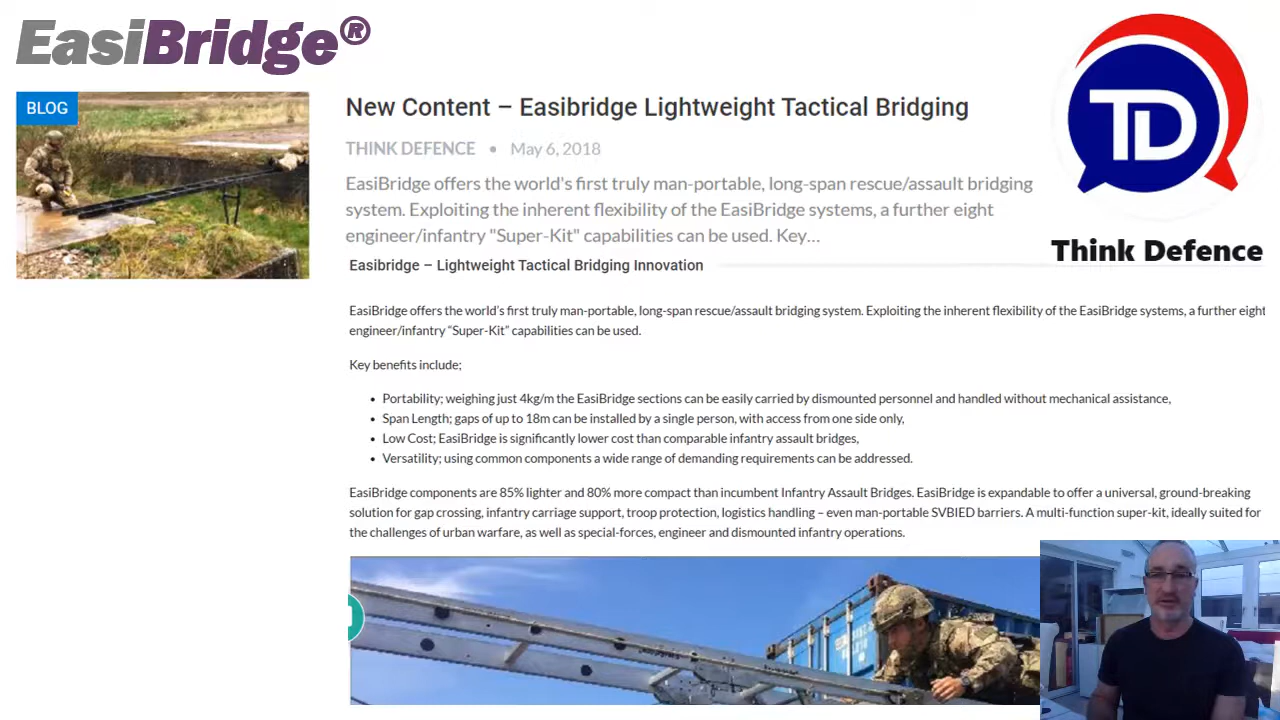 EasiBridge®
BLOG
New Content – Easibridge Lightweight Tactical Bridging
THINK DEFENCE • May 6, 2018
EasiBridge offers the world's first truly man-portable, long-span rescue/assault bridging
system. Exploiting the inherent flexibility of the EasiBridge systems, a further eight
engineer/infantry "Super-Kit" capabilities can be used. Key...
TD
Think Defence
Easibridge – Lightweight Tactical Bridging Innovation
EasiBridge offers the world's first truly man-portable, long-span rescue/assault bridging system. Exploiting the inherent flexibility of the EasiBridge systems, a further eight
engineer/infantry “Super-Kit” capabilities can be used.
Key benefits include;
• Portability; weighing just 4kg/m the EasiBridge sections can be easily carried by dismounted personnel and handled without mechanical assistance,
• Span Length; gaps of up to 18m can be installed by a single person, with access from one side only,
• Low Cost; EasiBridge is significantly lower cost than comparable infantry assault bridges,
• Versatility; using common components a wide range of demanding requirements can be addressed.
EasiBridge components are 85% lighter and 80% more compact than incumbent Infantry Assault Bridges. EasiBridge is expandable to offer a universal, ground-breaking
solution for gap crossing, infantry carriage support, troop protection, logistics handling – even man-portable SVBIED barriers. A multi-function super-kit, ideally suited for
the challenges of urban warfare, as well as special-forces, engineer and dismounted infantry operations.